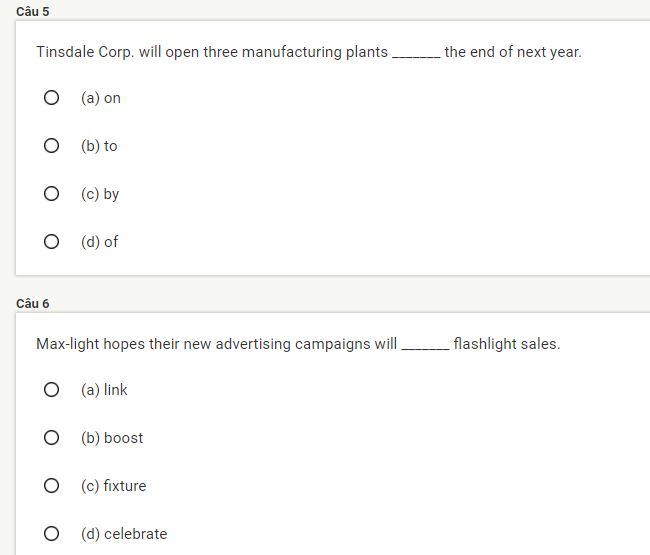 Câu 5
Tinsdale Corp. will open three manufacturing plants _______ the end of next year.
(a) on
(b) to
(c) by
(d) of
Câu 6
Max-light hopes their new advertising campaigns will _______ flashlight sales.
(a) link
(b) boost
(c) fixture
(d) celebrate